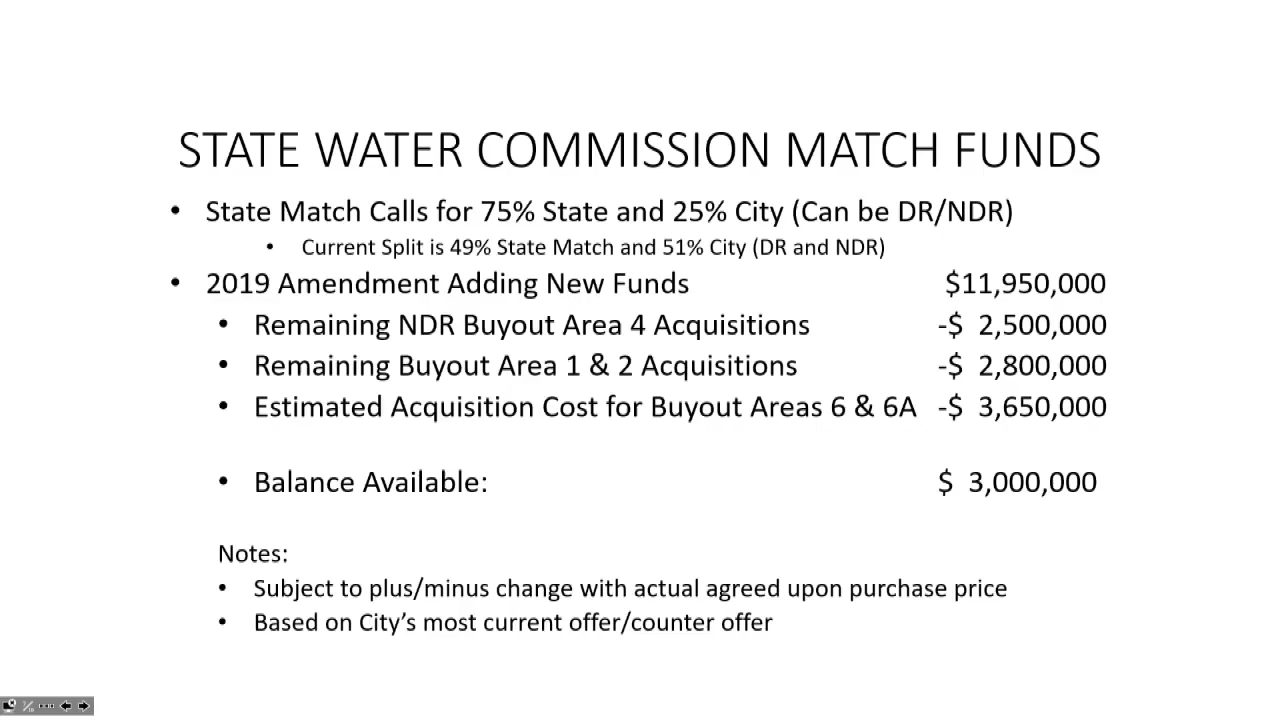 STATE WATER COMMISSION MATCH FUNDS
• State Match Calls for 75% State and 25% City (Can be DR/NDR)
• Current Split is 49% State Match and 51% City (DR and NDR)
• 2019 Amendment Adding New Funds $11,950,000
• Remaining NDR Buyout Area 4 Acquisitions -$ 2,500,000
• Remaining Buyout Area 1 & 2 Acquisitions -$ 2,800,000
• Estimated Acquisition Cost for Buyout Areas 6 & 6A -$ 3,650,000
• Balance Available: $ 3,000,000
Notes:
• Subject to plus/minus change with actual agreed upon purchase price
• Based on City’s most current offer/counter offer